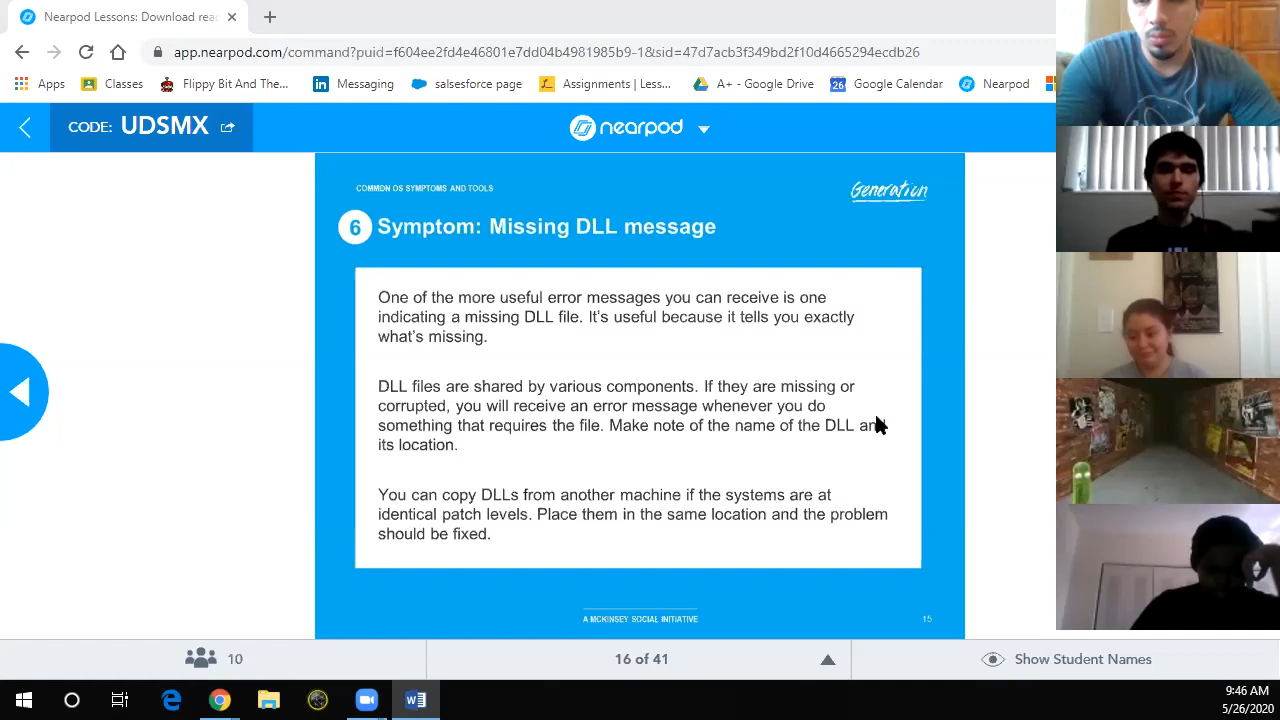 Nearpod Lessons: Download rea
app.nearpod.com/command?puid=f604ee2fd4e46801e7dd04b4981985b9-1&sid=47d7acb3f349bd2f10d4665294ecdb26
Apps Classes Flippy Bit And The... Messaging salsesforce page Assignments | Less... A+ - Google Drive 26 Google Calendar Nearpod
CODE: UDSMX nearpod
COMMON OS SYMPTOMS AND TOOLS
Generation
6 Symptom: Missing DLL message
One of the more useful error messages you can receive is one
indicating a missing DLL file. It's useful because it tells you exactly
what's missing.
DLL files are shared by various components. If they are missing or
corrupted, you will receive an error message whenever you do
something that requires the file. Make note of the name of the DLL and
its location.
You can copy DLLs from another machine if the systems are at
identical patch levels. Place them in the same location and the problem
should be fixed.
A MCKINSEY SOCIAL INITIATIVE
15
10 16 of 41 Show Student Names
9:46 AM
5/26/2020